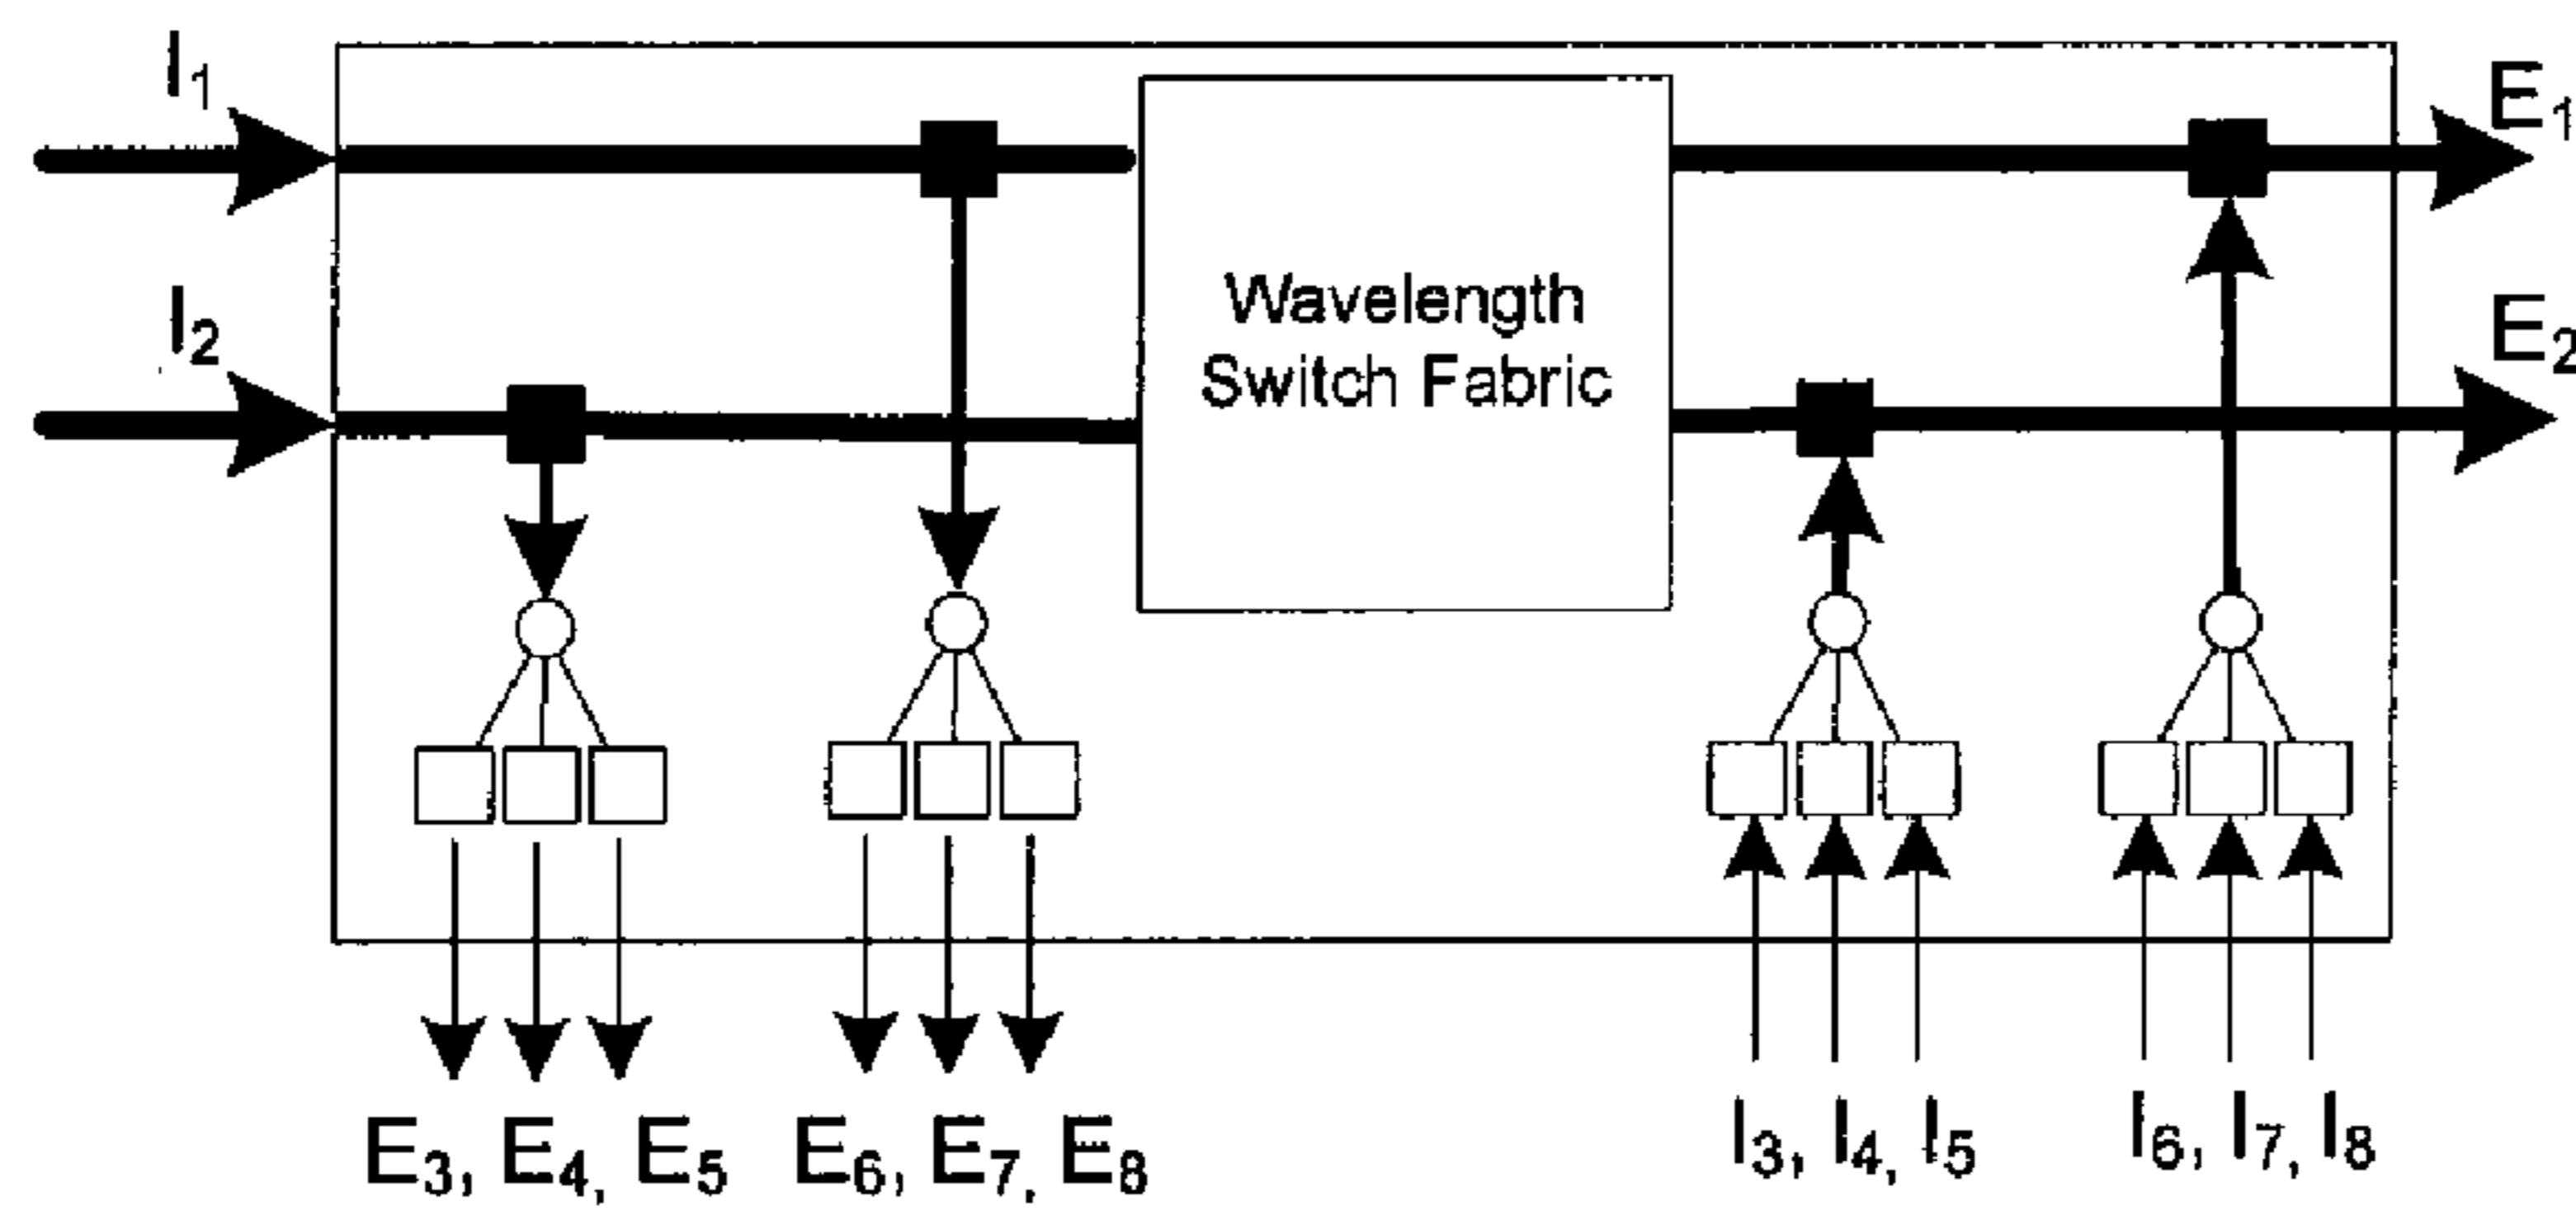 I1
E1
I2
E2
Wavelength
Switch Fabric
E3, E4, E5
E6, E7, E8
I3, I4, I5
I6, I7, I8